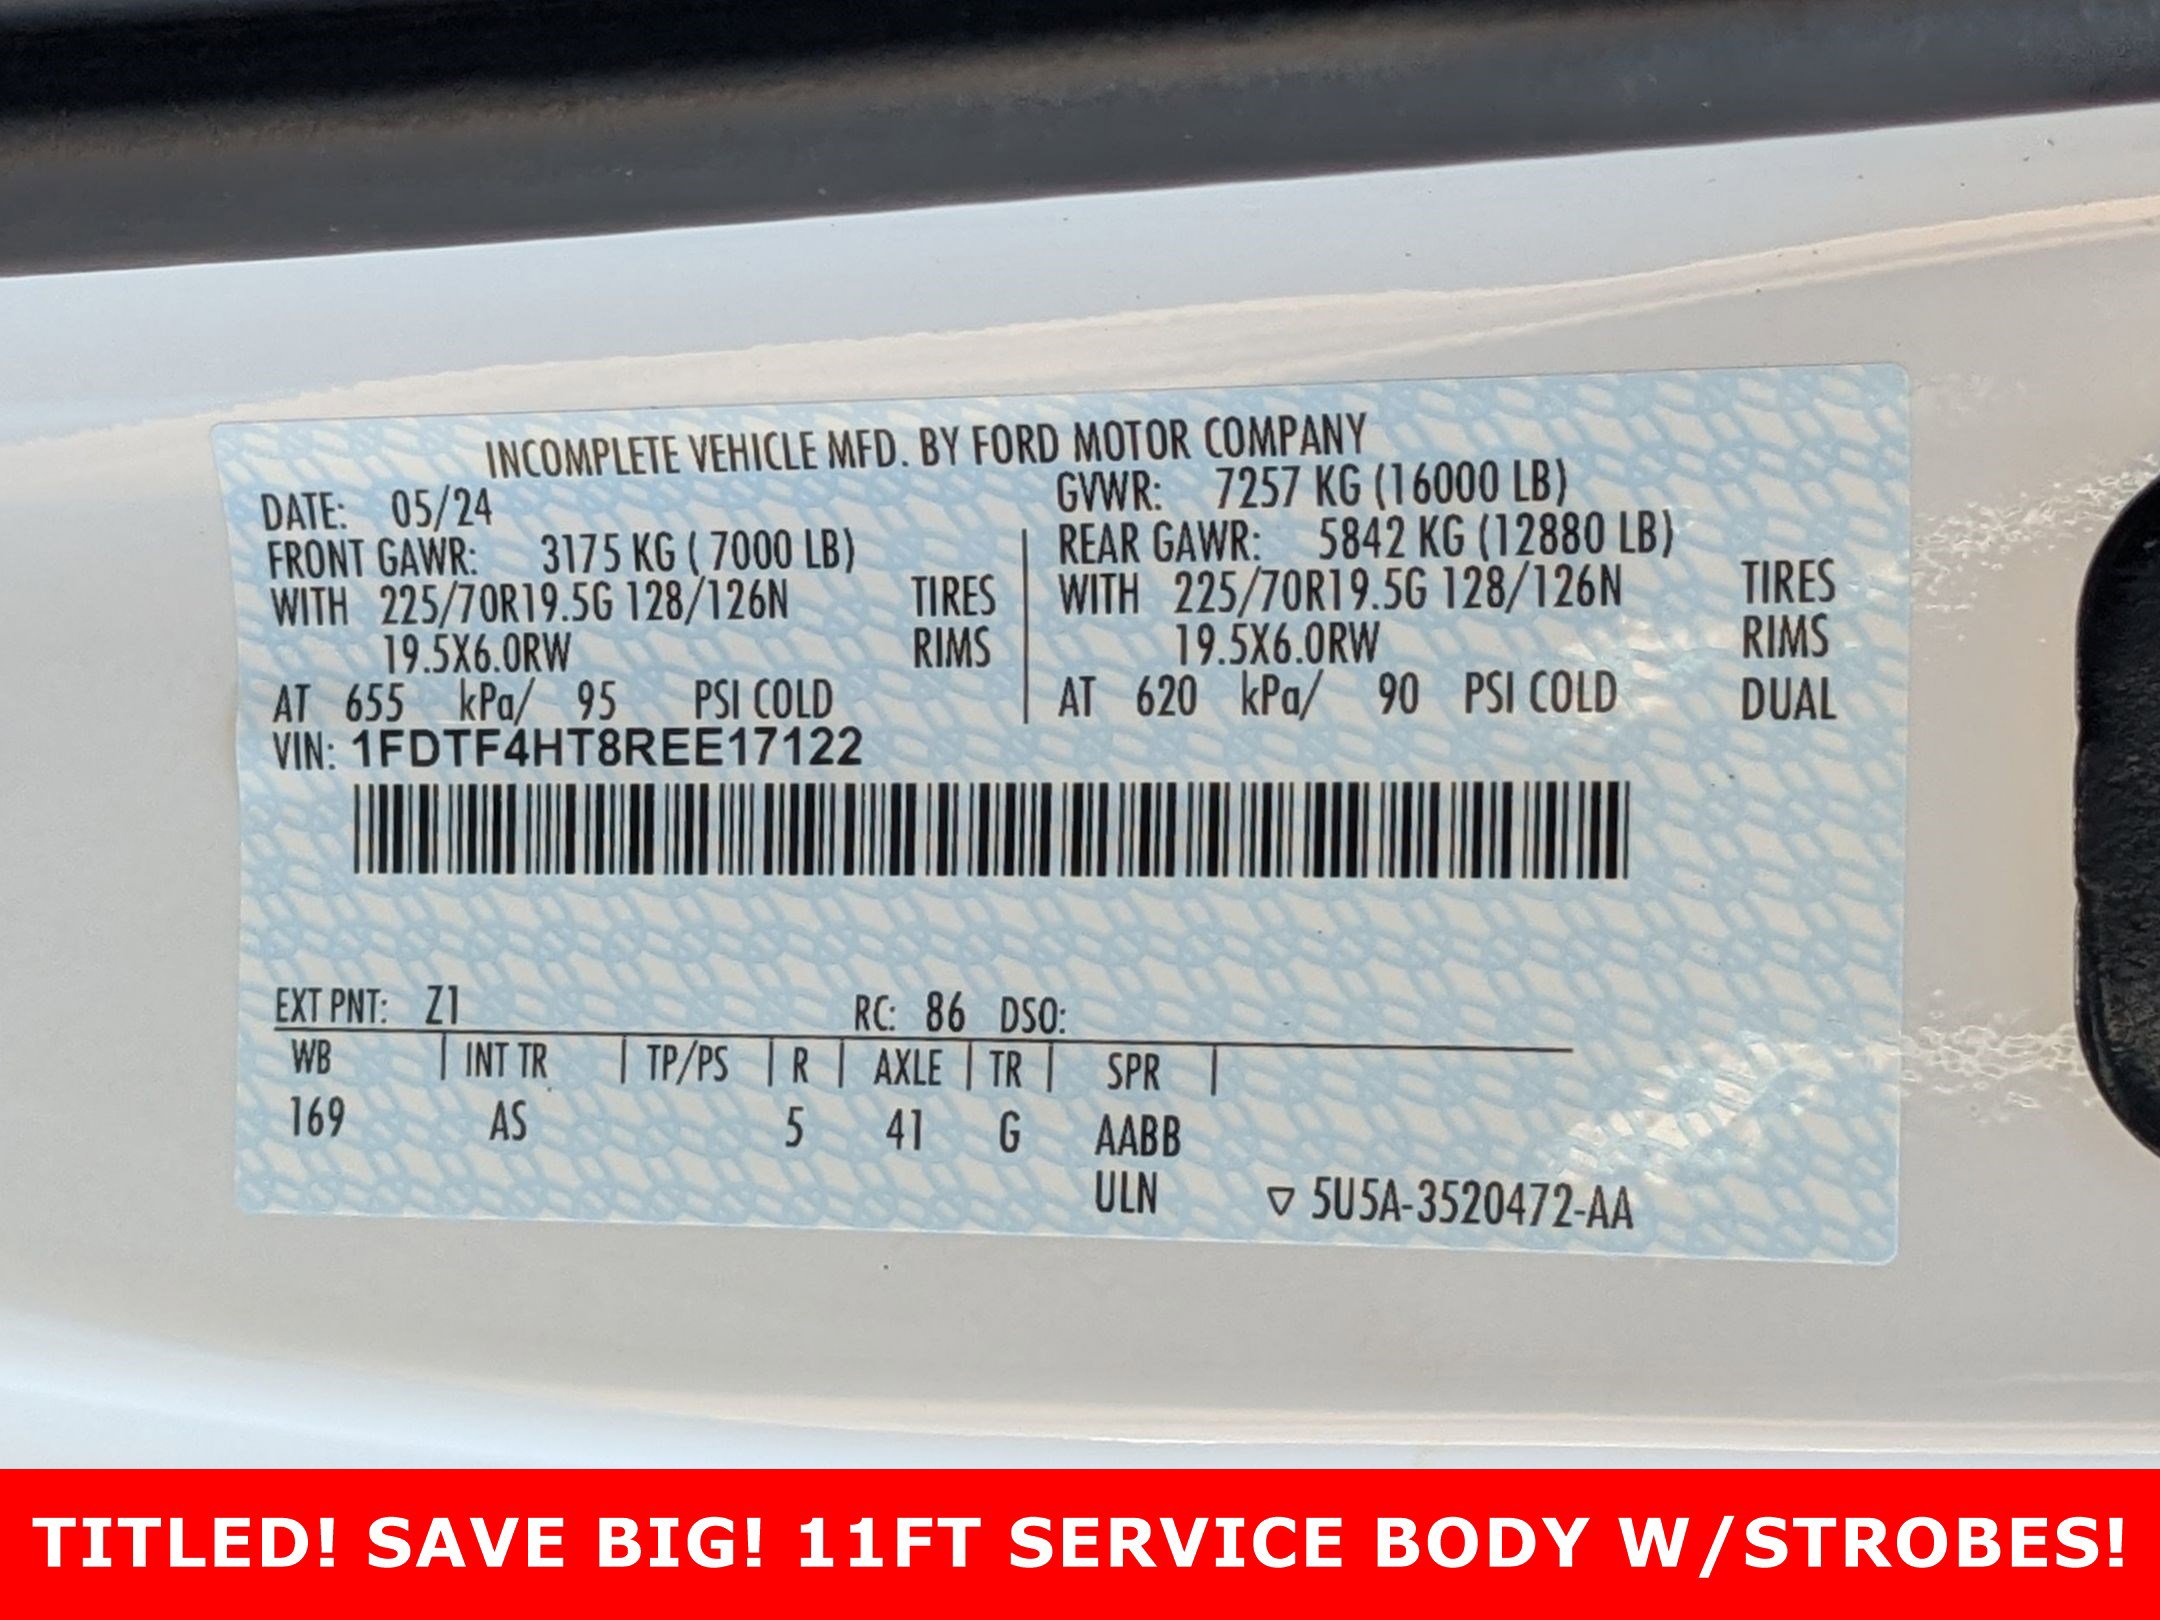 INCOMPLETE VEHICLE MFD. BY FORD MOTOR COMPANY
DATE: 05/24 GVWR: 7257 KG (16000 LB)
FRONT GAWR: 3175 KG ( 7000 LB) REAR GAWR: 5842 KG (12880 LB)
WITH 225/70R19.5G 128/126N TIRES WITH 225/70R19.5G 128/126N TIRES
19.5X6.0RW RIMS 19.5X6.0RW RIMS
AT 655 kPa/ 95 PSI COLD AT 620 kPa/ 90 PSI COLD DUAL
VIN: 1FDTF4HT8REE17122
EXT PNT: Z1 RC: 86 DSO:
WB | INT TR | TP/PS | R | AXLE | TR | SPR |
169 AS 5 41 G AABB
ULN ▽ 5U5A-3520472-AA
TITLED! SAVE BIG! 11FT SERVICE BODY W/STROBES!